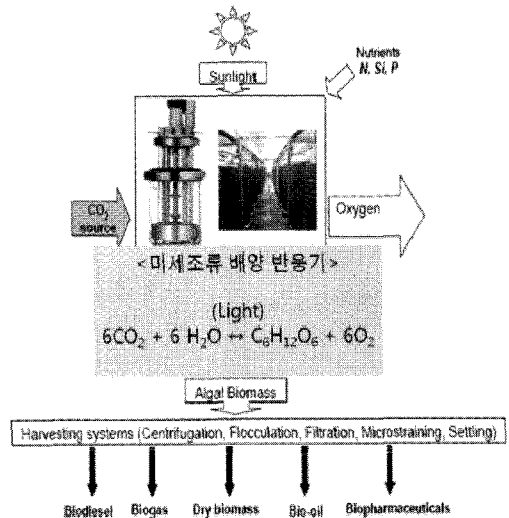 Sunlight
Nutrients
N, Si, P
CO₂
source
Oxygen
<미세조류 배양 반응기>
(Light)
6CO₂ + 6 H₂O ↔ C₆H₁₂O₆ + 6O₂
Algal Biomass
Harvesting systems (Centrifugation, Flocculation, Filtration, Microstraining, Settling)
Biodiesel Biogas Dry biomass Bio-oil Biopharmaceuticals